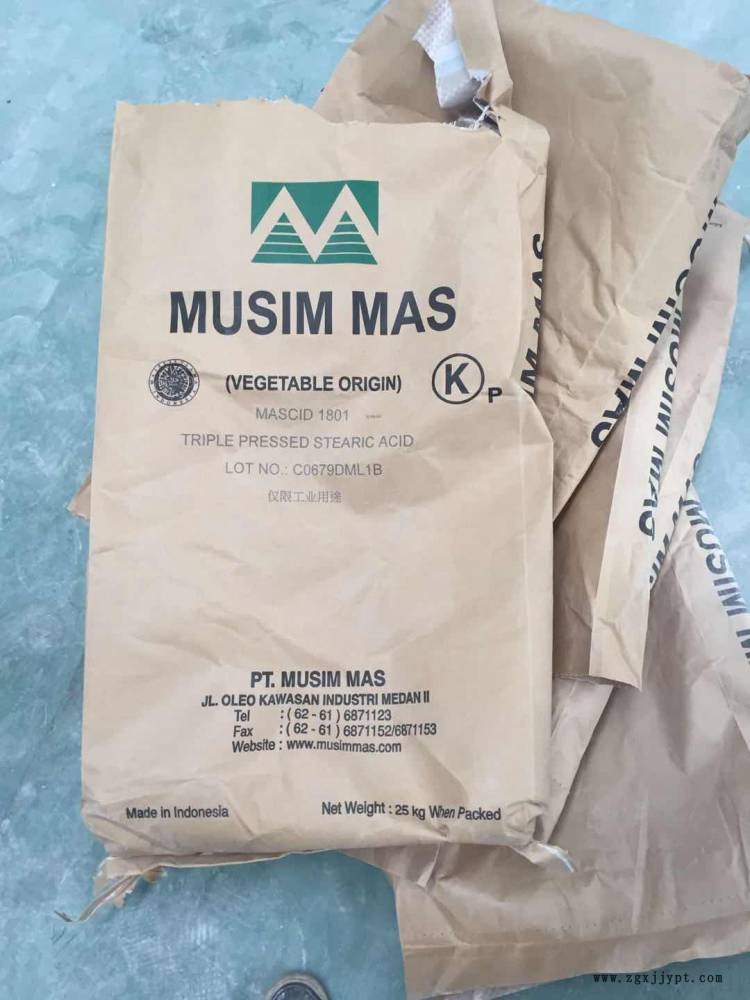 MUSIM MAS
(VEGETABLE ORIGIN)
K P
MASCID 1801
TRIPLE PRESSED STEARIC ACID
LOT NO.: C0679DML1B
仅限工业用途
PT. MUSIM MAS
JL. OLEO KAWASAN INDUSTRI MEDAN II
Tel : ( 62 - 61 ) 6871123
Fax : ( 62 - 61 ) 6871152/6871153
Website : www.musimmas.com
Made in Indonesia
Net Weight : 25 kg When Packed
M MAS
MUSIM MAS
MUSIM
www.zgxjjypt.com